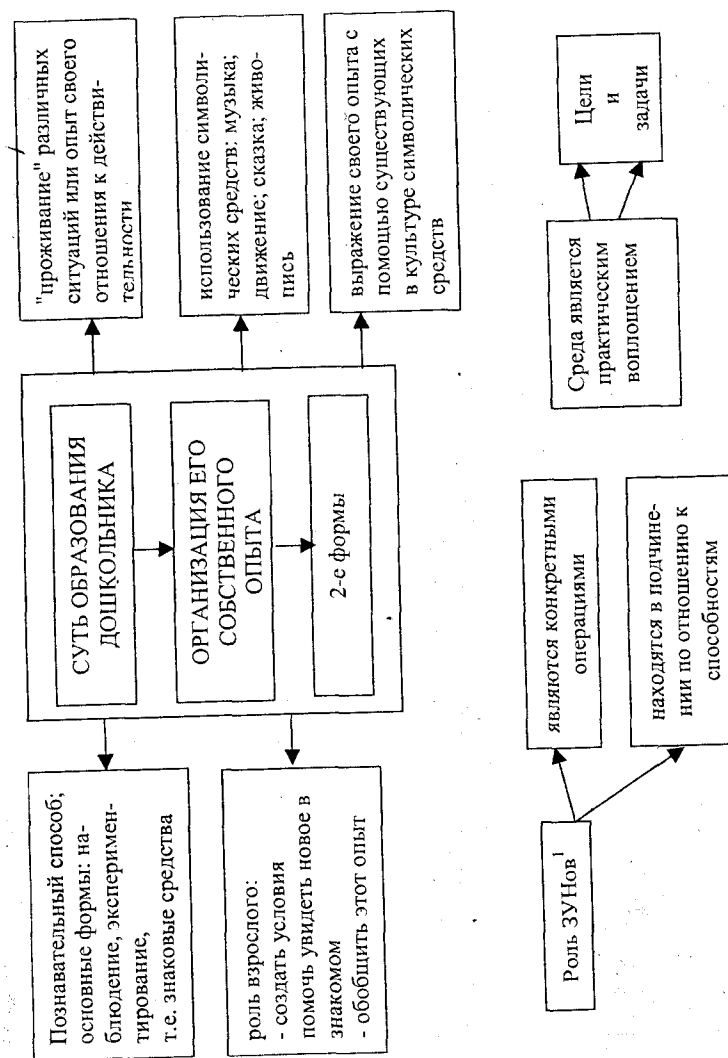 Познавательный способ;
основные формы: на-
блюдение, эксперимен-
тирование,
т.е. знаковые средства
роль взрослого:
- создать условия
помочь увидеть новое в
знакомом
- обобщить этот опыт
СУТЬ ОБРАЗОВАНИЯ
ДОШКОЛЬНИКА
ОРГАНИЗАЦИЯ ЕГО
СОБСТВЕННОГО
ОПЫТА
2-е формы
"проживание" различных
ситуаций или опыт своего
отношения к действи-
тельности
использование символи-
ческих средств: музыка;
движение; сказка; живо-
пись
выражение своего опыта с
помощью существующих
в культуре символических
средств
Роль ЗУНов¹
являются конкретными
операциями
находятся в подчине-
нии по отношению к
способностям
Среда является
практическим
воплощением
Цели
и
задачи